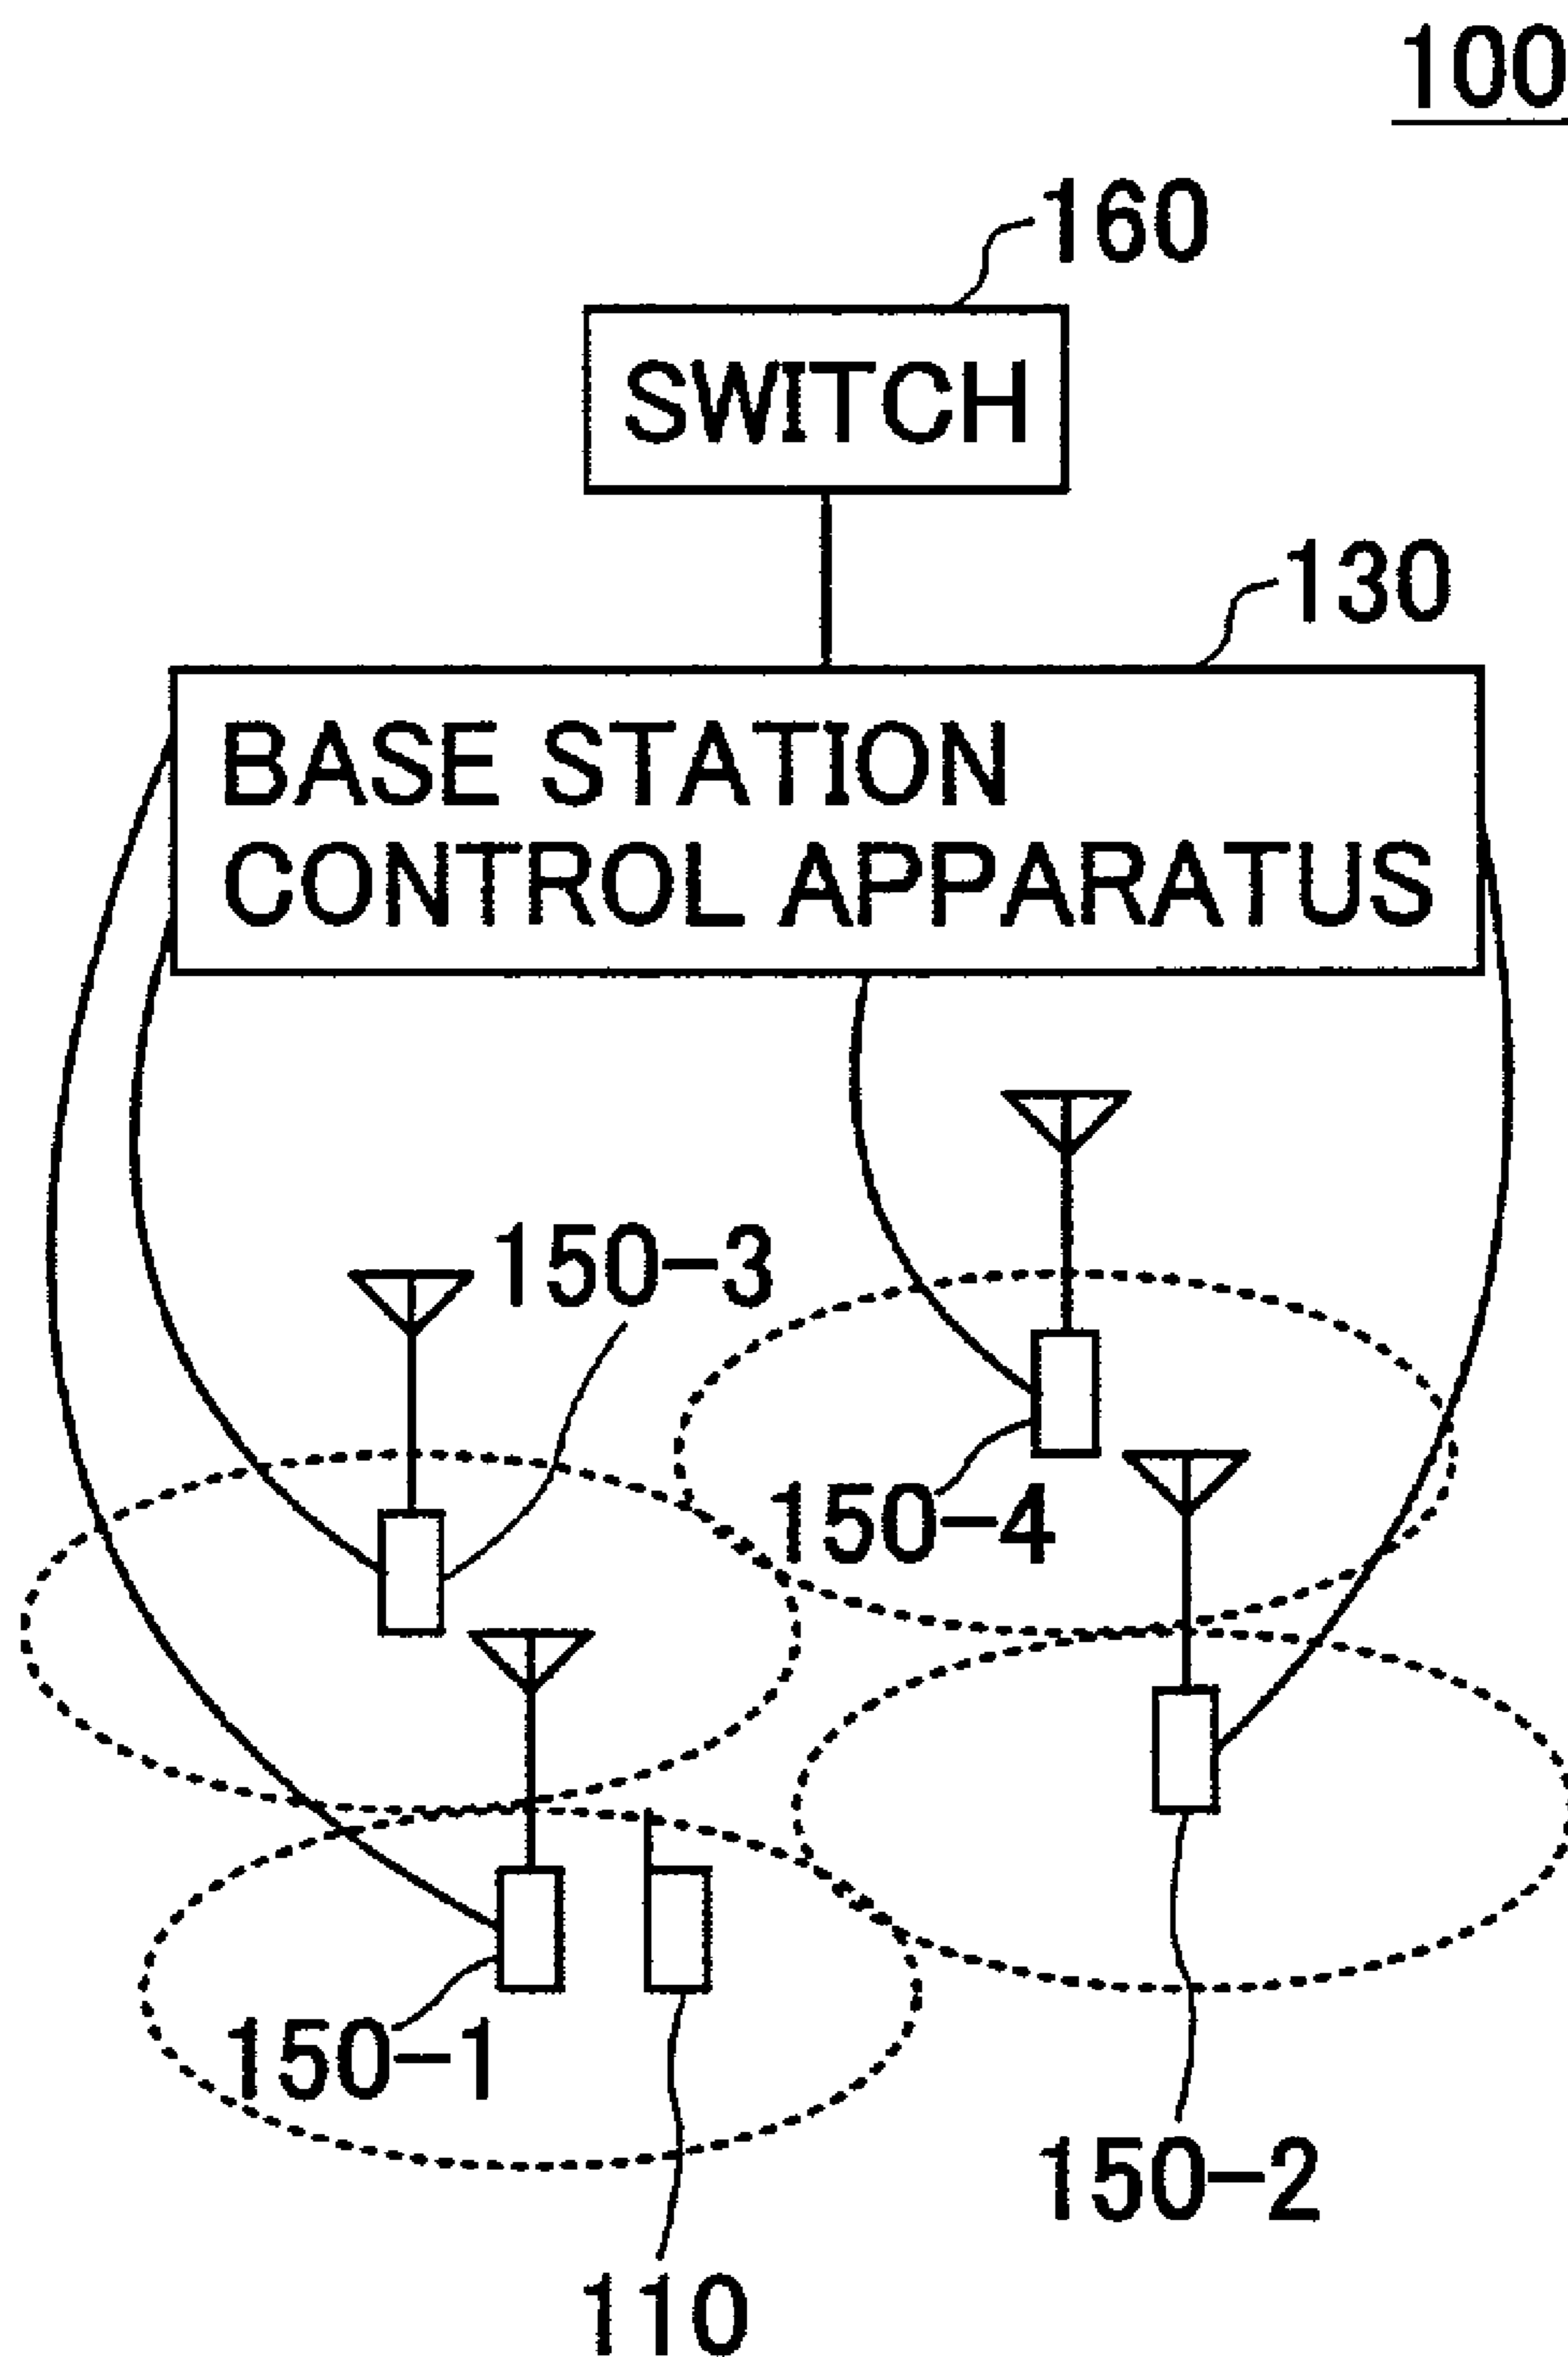 100
160
SWITCH
130
BASE STATION
CONTROL APPARATUS
150-3
150-4
150-1
150-2
110